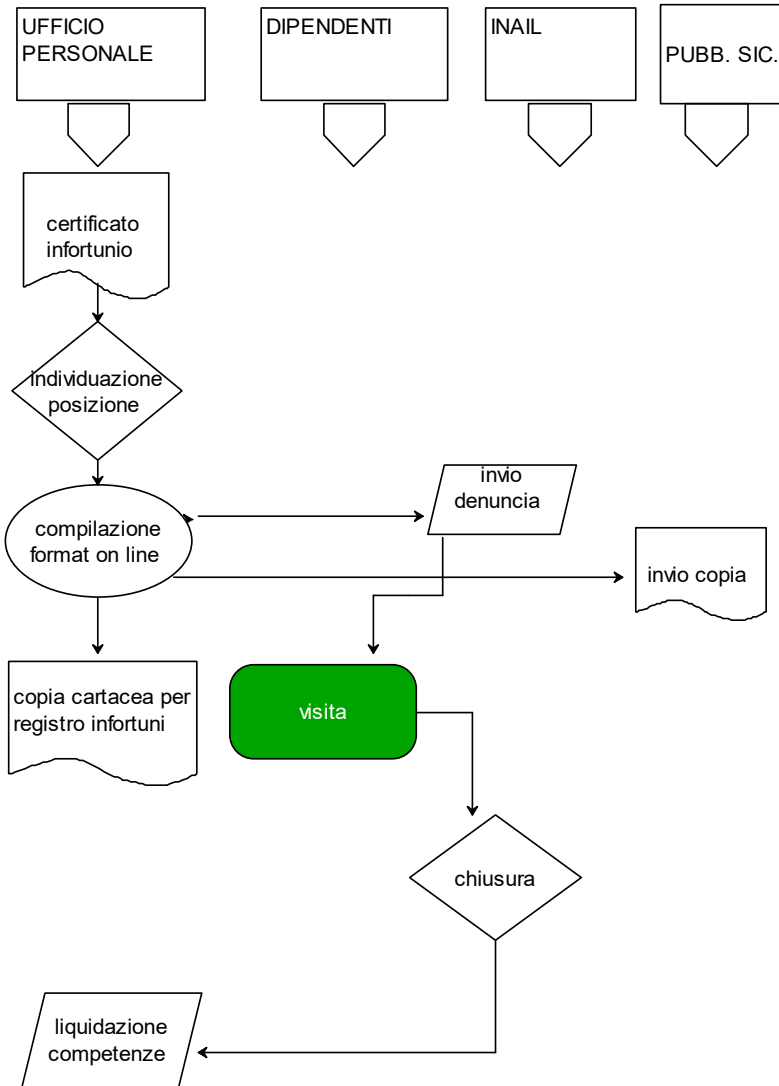 UFFICIO
PERSONALE
DIPENDENTI
INAIL
PUBB. SIC.
certificato
infortunio
individuazione
posizione
compilazione
format on line
invio
denuncia
invio copia
copia cartacea per
registro infortuni
visita
chiusura
liquidazione
competenze